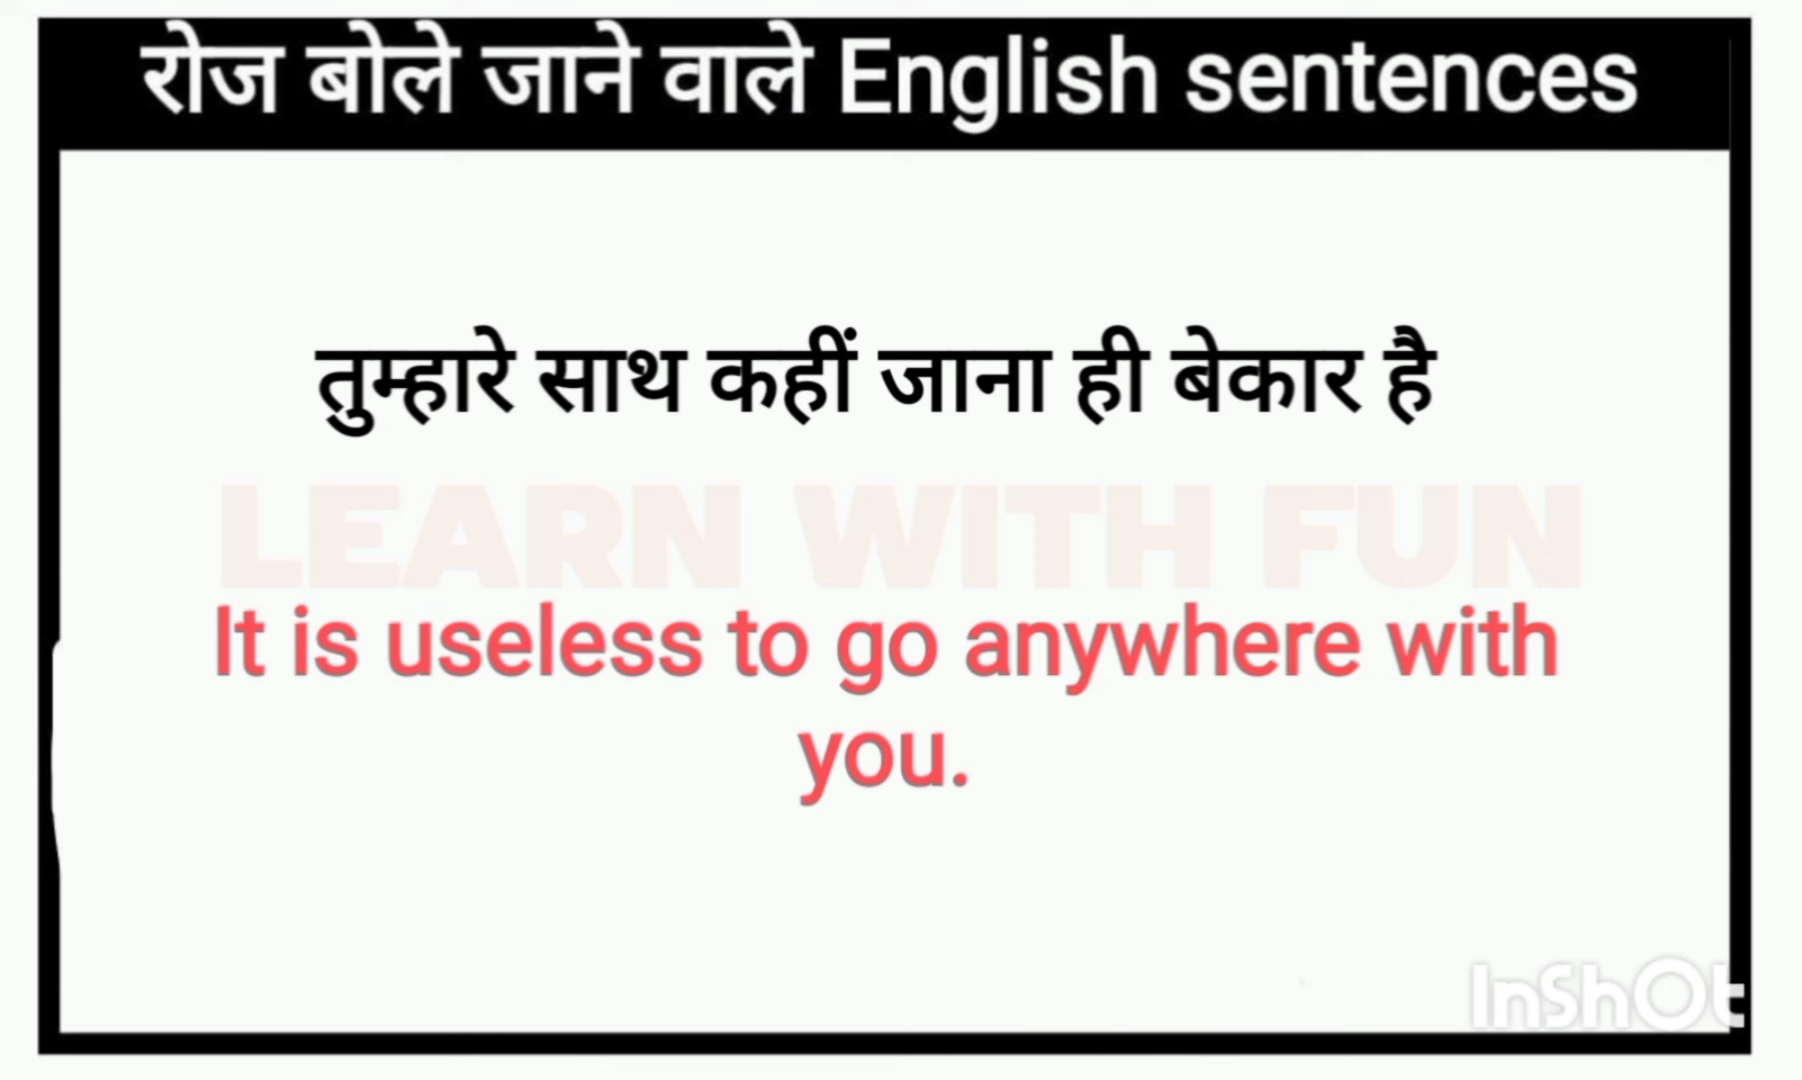 रोज बोले जाने वाले English sentences
तुम्हारे साथ कहीं जाना ही बेकार है
LEARN WITH FUN
It is useless to go anywhere with
you.
InShOt